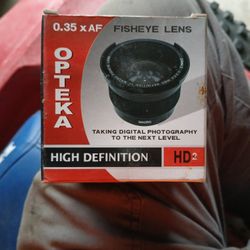 0.35 x AF FISHEYE LENS
OPTEKA
TAKING DIGITAL PHOTOGRAPHY
TO THE NEXT LEVEL
HIGH DEFINITION HD2